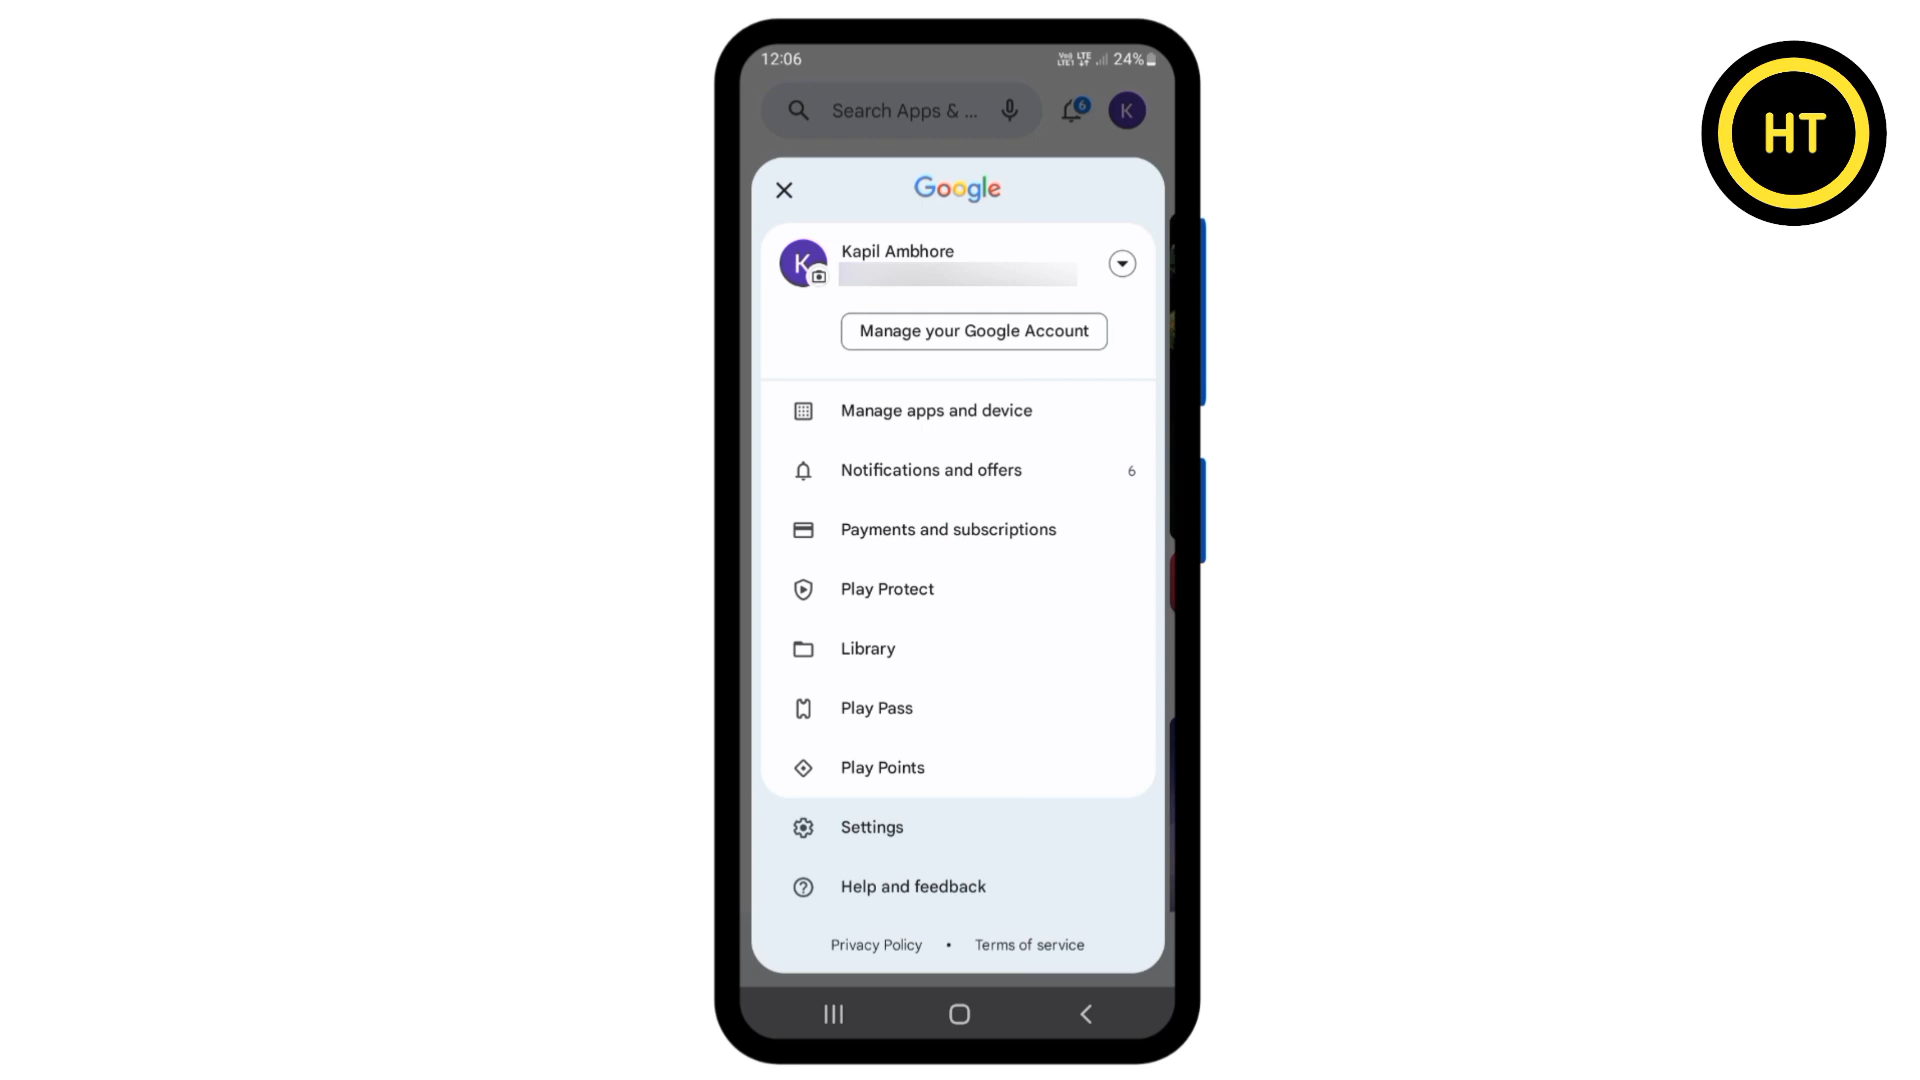 12:06
24%
Search Apps & ...
6
K
HT
Google
K
Kapil Ambhore
Manage your Google Account
Manage apps and device
Notifications and offers 6
Payments and subscriptions
Play Protect
Library
Play Pass
Play Points
Settings
Help and feedback
Privacy Policy • Terms of service